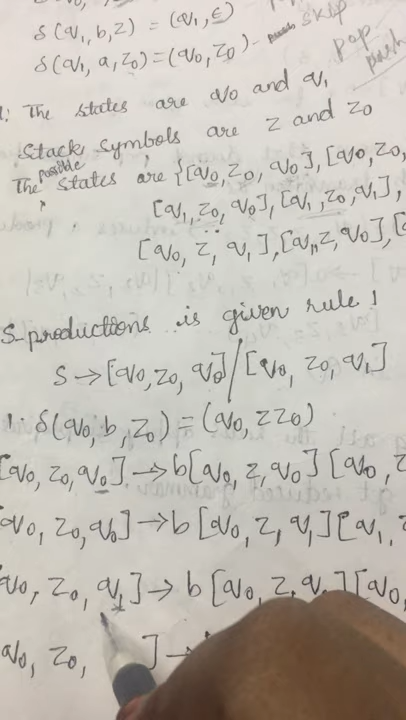 δ(q1, b, z) = (q1, ε)
δ(q1, a, z0) = (q0, z0) - skip
pop
push
1: The states are q0 and q1
Stack symbols are z and z0
The possible states are {[q0, z0, q0], [q0, z0,
[q1, z0, q0], [q1, z0, q1],
[q0, z, q1], [q1, z, q0], [
S-productions is given rule 1
S → [q0, z0, q0] / [q0, z0, q1]
1. δ(q0, b, z0) = (q0, zz0)
[q0, z0, q0] → b[q0, z, q0] [q0, z
q0, z0, q0] → b [q0, z, q1] [q1,
q0, z0, q1] → b [q0, z, [q0,
q0, z0, ] →